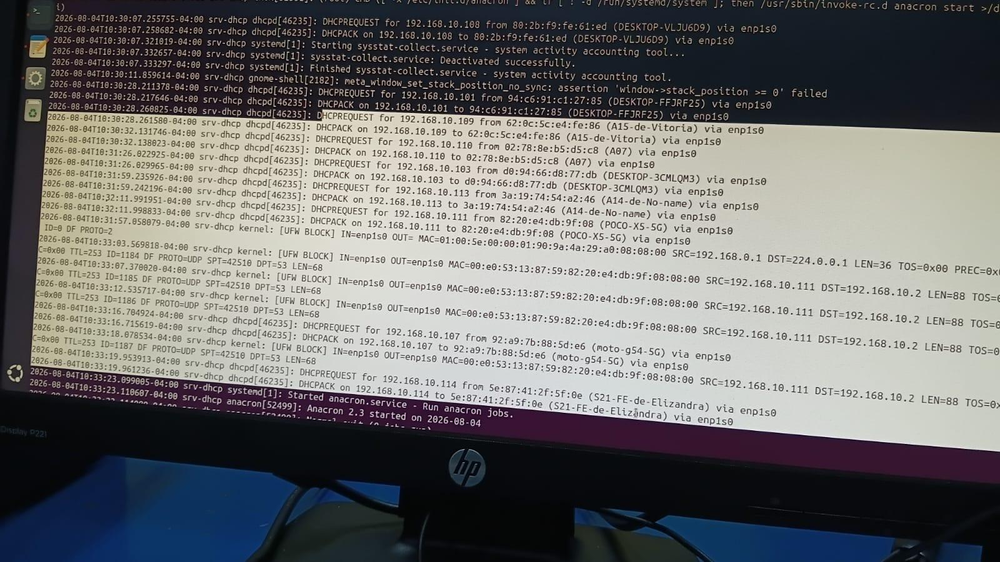 /run/systemd/system ]; then /usr/sbin/invoke-rc.d anacron start >/d
i)
2026-08-04T10:30:07.255755-04:00 srv-dhcp dhcpd[46235]: DHCPREQUEST for 192.168.10.108 from 80:2b:f9:fe:61:ed (DESKTOP-VLJU6D9) via enp1s0
2026-08-04T10:30:07.258682-04:00 srv-dhcp dhcpd[46235]: DHCPACK on 192.168.10.108 to 80:2b:f9:fe:61:ed (DESKTOP-VLJU6D9) via enp1s0
2026-08-04T10:30:07.321019-04:00 srv-dhcp systemd[1]: Starting sysstat-collect.service - system activity accounting tool...
2026-08-04T10:30:07.332657-04:00 srv-dhcp systemd[1]: sysstat-collect.service: Deactivated successfully.
2026-08-04T10:30:07.333297-04:00 srv-dhcp systemd[1]: Finished sysstat-collect.service - system activity accounting tool.
2026-08-04T10:30:11.859614-04:00 srv-dhcp gnome-shell[2182]: meta_window_set_stack_position_no_sync: assertion 'window->stack_position >= 0' failed
2026-08-04T10:30:28.211378-04:00 srv-dhcp dhcpd[46235]: DHCPREQUEST for 192.168.10.101 from 94:c6:91:c1:27:85 (DESKTOP-FFJRF25) via enp1s0
2026-08-04T10:30:28.217646-04:00 srv-dhcp dhcpd[46235]: DHCPACK on 192.168.10.101 to 94:c6:91:c1:27:85 (DESKTOP-FFJRF25) via enp1s0
2026-08-04T10:30:28.260825-04:00 srv-dhcp dhcpd[46235]: DHCPREQUEST for 192.168.10.109 from 62:0c:5c:e4:fe:86 (A15-de-Vitoria) via enp1s0
2026-08-04T10:30:28.261580-04:00 srv-dhcp dhcpd[46235]: DHCPACK on 192.168.10.109 to 62:0c:5c:e4:fe:86 (A15-de-Vitoria) via enp1s0
2026-08-04T10:30:32.131746-04:00 srv-dhcp dhcpd[46235]: DHCPREQUEST for 192.168.10.110 from 02:78:8e:b5:d5:c8 (A07) via enp1s0
2026-08-04T10:30:32.138023-04:00 srv-dhcp dhcpd[46235]: DHCPACK on 192.168.10.110 to 02:78:8e:b5:d5:c8 (A07) via enp1s0
2026-08-04T10:31:26.022925-04:00 srv-dhcp dhcpd[46235]: DHCPREQUEST for 192.168.10.103 from d0:94:66:d8:77:db (DESKTOP-3CMLQM3) via enp1s0
2026-08-04T10:31:26.029965-04:00 srv-dhcp dhcpd[46235]: DHCPACK on 192.168.10.103 to d0:94:66:d8:77:db (DESKTOP-3CMLQM3) via enp1s0
2026-08-04T10:31:59.235926-04:00 srv-dhcp dhcpd[46235]: DHCPREQUEST for 192.168.10.113 from 3a:19:74:54:a2:46 (A14-de-No-name) via enp1s0
2026-08-04T10:31:59.242196-04:00 srv-dhcp dhcpd[46235]: DHCPACK on 192.168.10.113 to 3a:19:74:54:a2:46 (A14-de-No-name) via enp1s0
2026-08-04T10:32:11.991951-04:00 srv-dhcp dhcpd[46235]: DHCPREQUEST for 192.168.10.111 from 82:20:e4:db:9f:08 (POCO-X5-5G) via enp1s0
2026-08-04T10:32:11.998833-04:00 srv-dhcp dhcpd[46235]: DHCPACK on 192.168.10.111 to 82:20:e4:db:9f:08 (POCO-X5-5G) via enp1s0
2026-08-04T10:31:57.058079-04:00 srv-dhcp kernel: [UFW BLOCK] IN=enp1s0 OUT= MAC=01:00:5e:00:00:01:90:9a:4a:29:a0:08:08:00 SRC=192.168.0.1 DST=224.0.0.1 LEN=36 TOS=0x00 PREC=0x0
ID=0 DF PROTO=2
2026-08-04T10:33:03.569818-04:00 srv-dhcp kernel: [UFW BLOCK] IN=enp1s0 OUT=enp1s0 MAC=00:e0:53:13:87:59:82:20:e4:db:9f:08:08:00 SRC=192.168.10.111 DST=192.168.10.2 LEN=88 TOS=0
C=0x00 TTL=253 ID=1184 DF PROTO=UDP SPT=42510 DPT=53 LEN=68
2026-08-04T10:33:07.370020-04:00 srv-dhcp kernel: [UFW BLOCK] IN=enp1s0 OUT=enp1s0 MAC=00:e0:53:13:87:59:82:20:e4:db:9f:08:08:00 SRC=192.168.10.111 DST=192.168.10.2 LEN=88 TOS=0
C=0x00 TTL=253 ID=1185 DF PROTO=UDP SPT=42510 DPT=53 LEN=68
2026-08-04T10:33:12.535717-04:00 srv-dhcp kernel: [UFW BLOCK] IN=enp1s0 OUT=enp1s0 MAC=00:e0:53:13:87:59:82:20:e4:db:9f:08:08:00 SRC=192.168.10.111 DST=192.168.10.2 LEN=88 TOS=0
C=0x00 TTL=253 ID=1186 DF PROTO=UDP SPT=42510 DPT=53 LEN=68
2026-08-04T10:33:16.704924-04:00 srv-dhcp dhcpd[46235]: DHCPREQUEST for 192.168.10.107 from 92:a9:7b:88:5d:e6 (moto-g54-5G) via enp1s0
2026-08-04T10:33:16.715619-04:00 srv-dhcp dhcpd[46235]: DHCPACK on 192.168.10.107 to 92:a9:7b:88:5d:e6 (moto-g54-5G) via enp1s0
2026-08-04T10:33:18.078534-04:00 srv-dhcp kernel: [UFW BLOCK] IN=enp1s0 OUT=enp1s0 MAC=00:e0:53:13:87:59:82:20:e4:db:9f:08:08:00 SRC=192.168.10.111 DST=192.168.10.2 LEN=88 TOS=0x
C=0x00 TTL=253 ID=1187 DF PROTO=UDP SPT=42510 DPT=53 LEN=68
2026-08-04T10:33:19.953913-04:00 srv-dhcp dhcpd[46235]: DHCPREQUEST for 192.168.10.114 from 5e:87:41:2f:5f:0e (S21-FE-de-Elizandra) via enp1s0
2026-08-04T10:33:19.961236-04:00 srv-dhcp dhcpd[46235]: DHCPACK on 192.168.10.114 to 5e:87:41:2f:5f:0e (S21-FE-de-Elizandra) via enp1s0
2026-08-04T10:33:23.099005-04:00 srv-dhcp systemd[1]: Started anacron.service - Run anacron jobs.
2026-08-04T10:33:23.110607-04:00 srv-dhcp anacron[52499]: Anacron 2.3 started on 2026-08-04
Display P221
hp